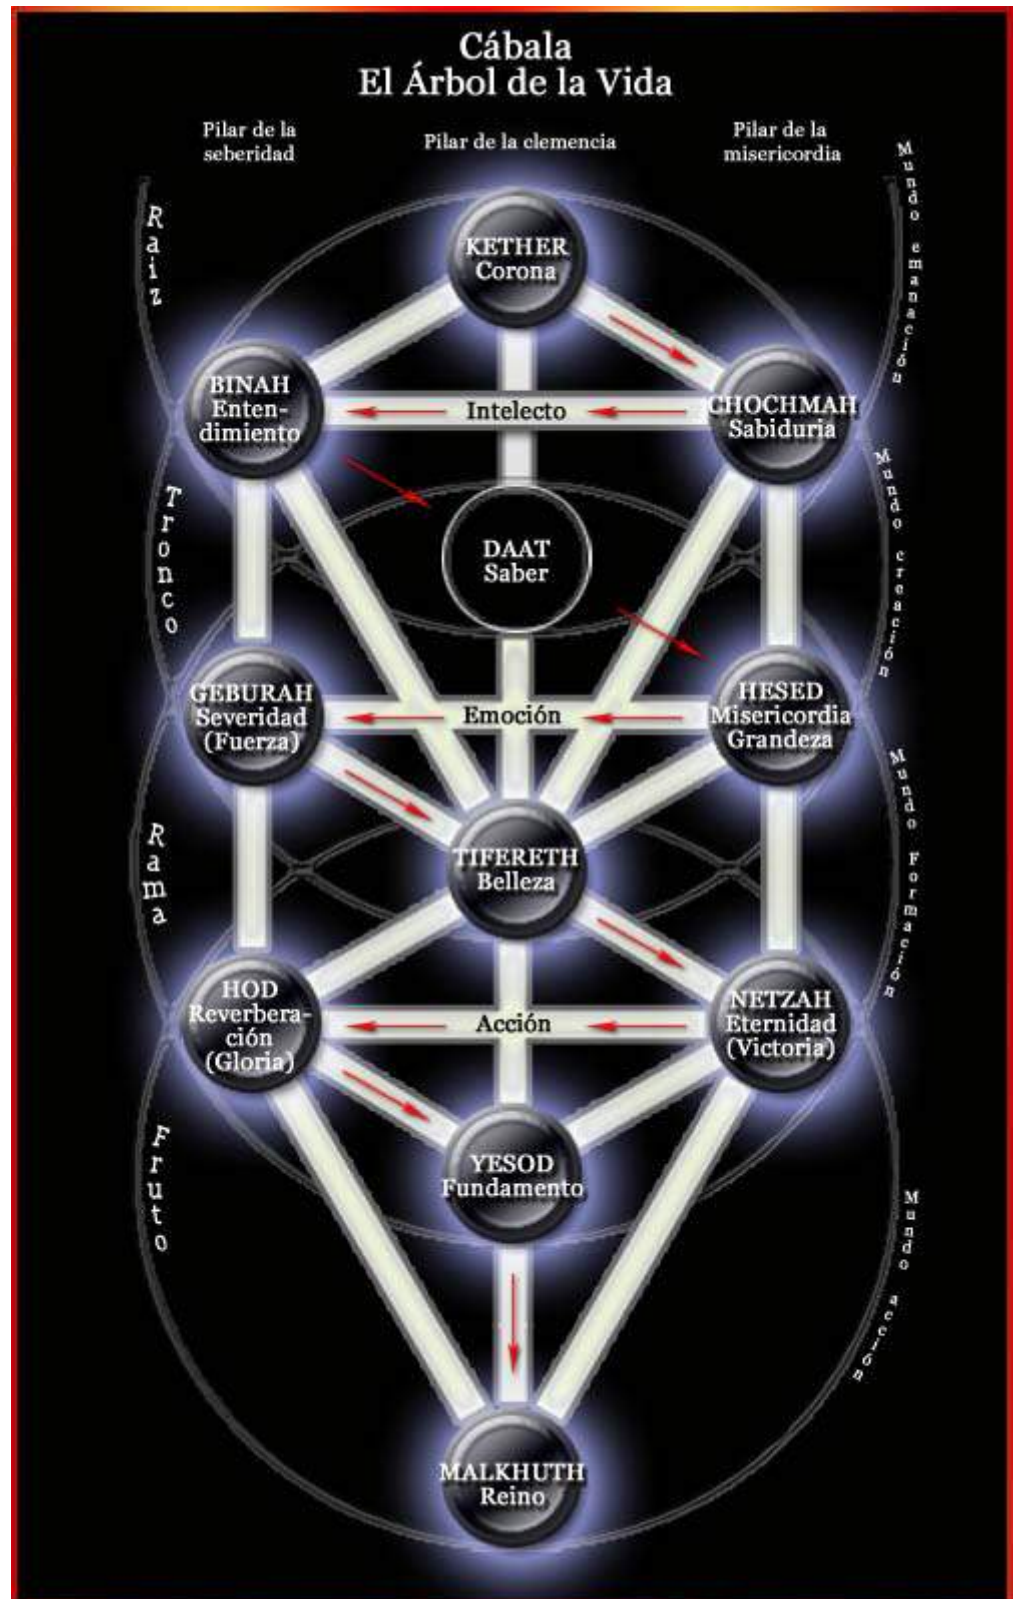 Cábala
El Árbol de la Vida
Pilar de la
seberidad
Pilar de la clemencia
Pilar de la
misericordia
Raiz
Mundo emanación
KETHER
Corona
BINAH
Enten-
dimiento
Intelecto
CHOCHMAH
Sabiduria
Tronco
Mundo creación
DAAT
Saber
GEBURAH
Severidad
(Fuerza)
Emoción
HESED
Misericordia
Grandeza
Rama
Mundo Formación
TIFERETH
Belleza
HOD
Reverbera-
ción
(Gloria)
Acción
NETZAH
Eternidad
(Victoria)
Fruto
Mundo acción
YESOD
Fundamento
MALKHUTH
Reino